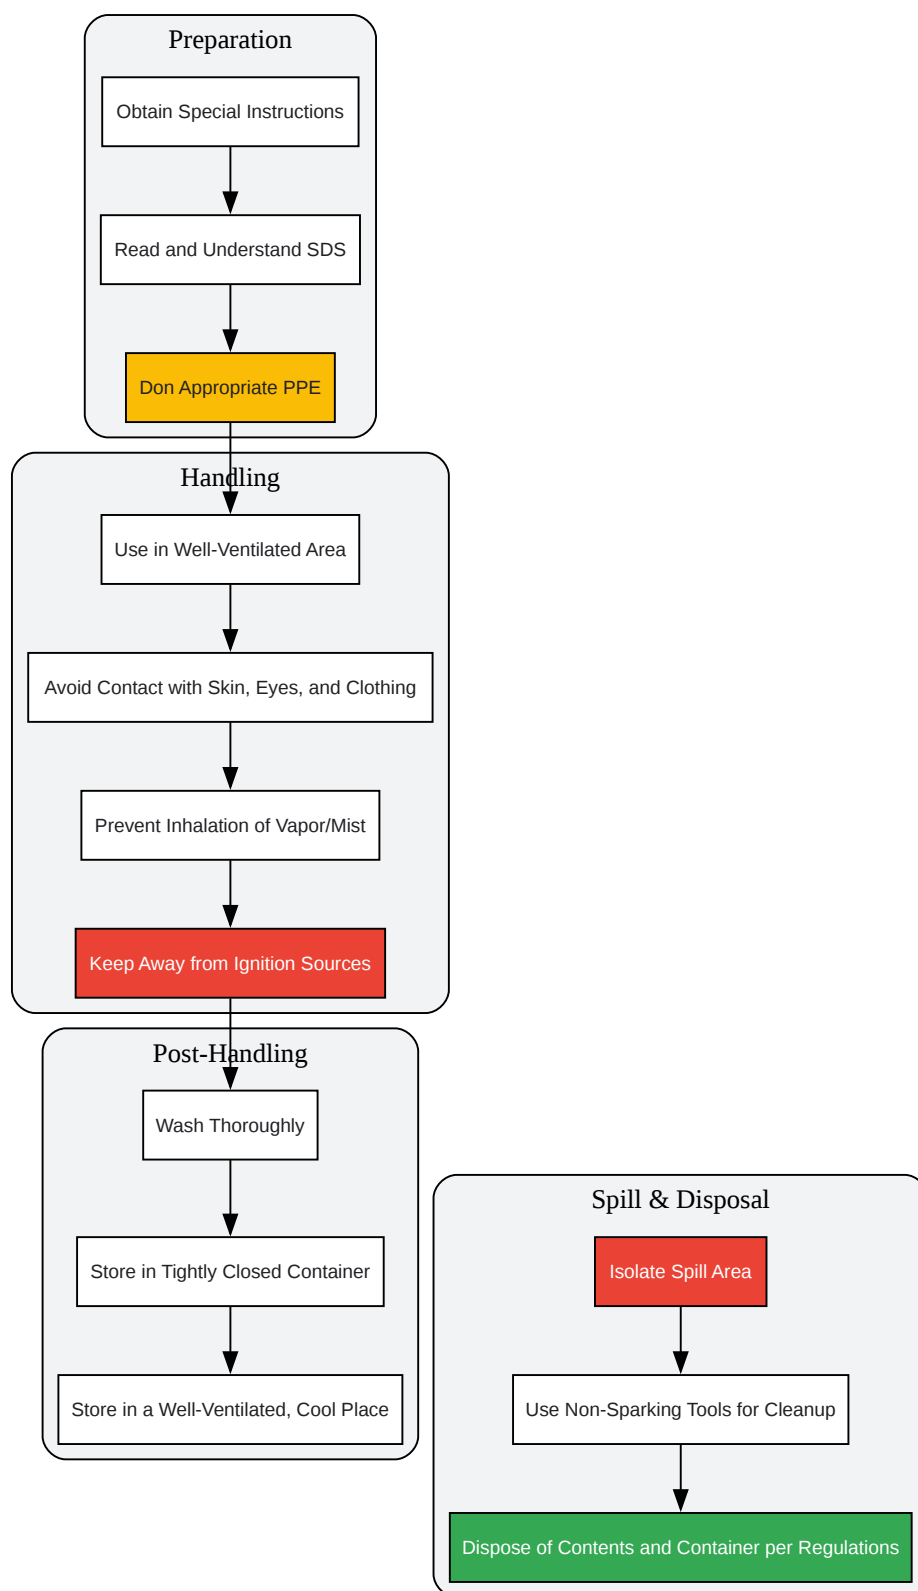 Preparation
Obtain Special Instructions
Read and Understand SDS
Don Appropriate PPE
Handling
Use in Well-Ventilated Area
Avoid Contact with Skin, Eyes, and Clothing
Prevent Inhalation of Vapor/Mist
Keep Away from Ignition Sources
Post-Handling
Wash Thoroughly
Store in Tightly Closed Container
Store in a Well-Ventilated, Cool Place
Spill & Disposal
Isolate Spill Area
Use Non-Sparking Tools for Cleanup
Dispose of Contents and Container per Regulations